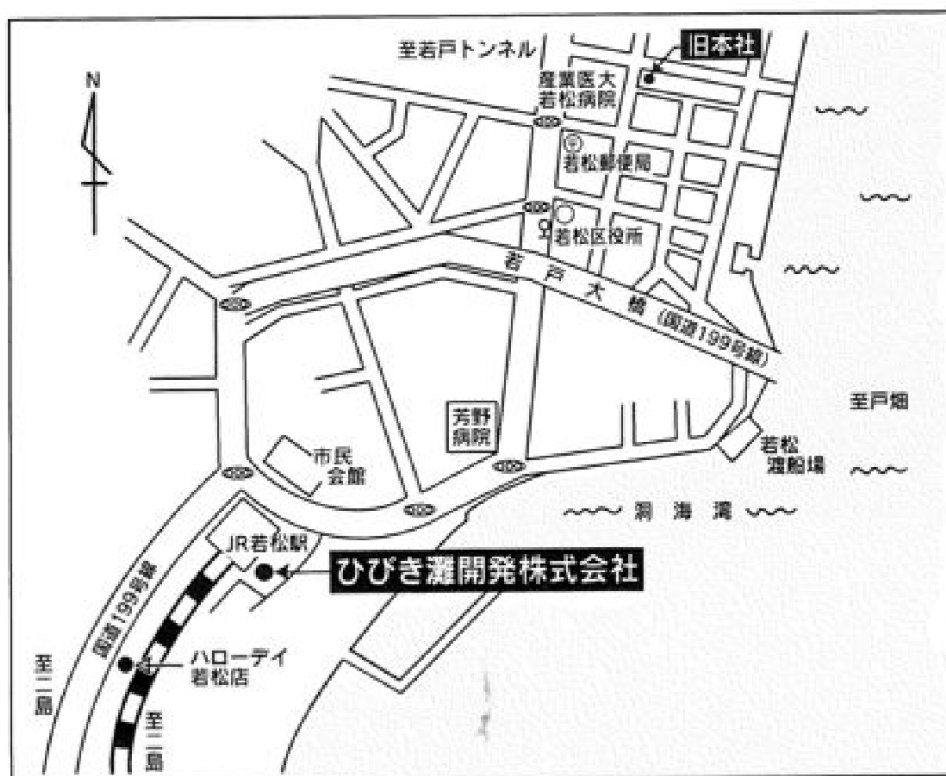 至若戸トンネル
旧本社
N
産業医大
若松病院
〒
若松郵便局
若松区役所
若戸大橋(国道199号線)
至戸畑
芳野
病院
若松
渡船場
市民
会館
洞海湾
JR若松駅
ひびき灘開発株式会社
国道199号線
ハローデイ
若松店
至二島
至二島